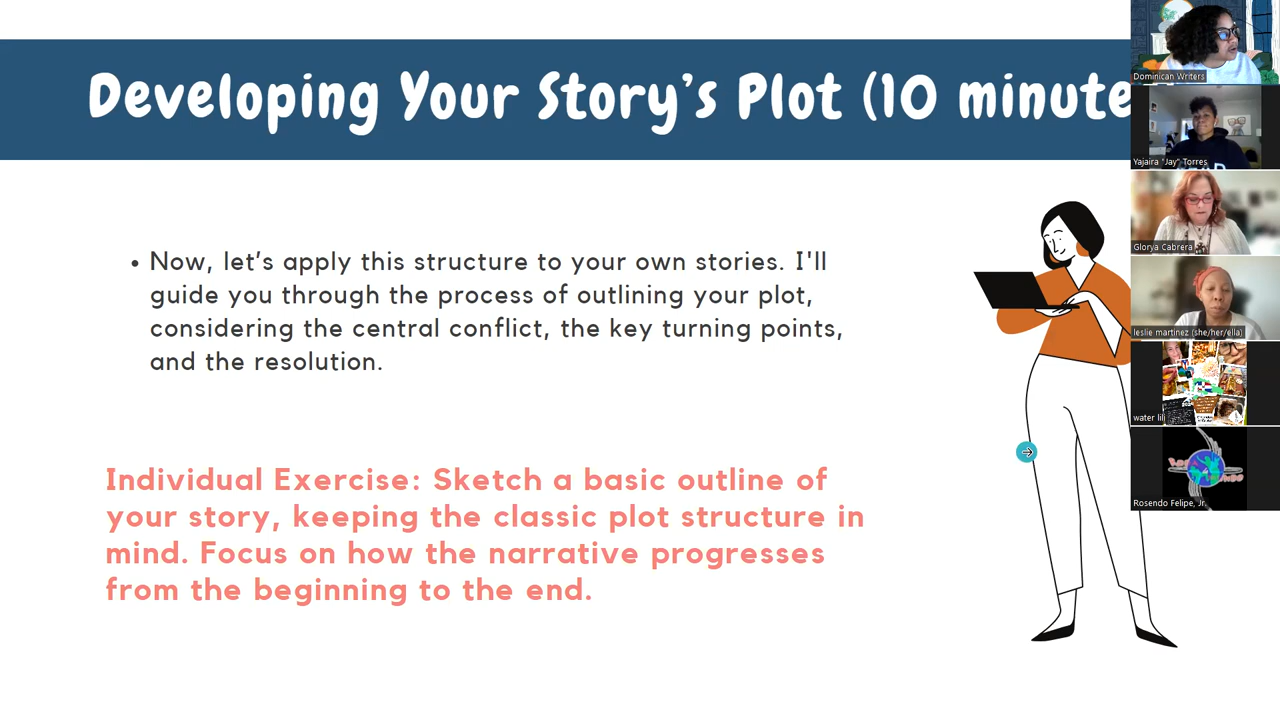 Developing Your Story's Plot (10 minute
• Now, let's apply this structure to your own stories. I'll
guide you through the process of outlining your plot,
considering the central conflict, the key turning points,
and the resolution.
Individual Exercise: Sketch a basic outline of
your story, keeping the classic plot structure in
mind. Focus on how the narrative progresses
from the beginning to the end.
Dominican Writers
Yajaira "Jay" Torres
Glorya Cabrera
leslie martinez (she/her/ella)
water lili
Rosendo Felipe, Jr.